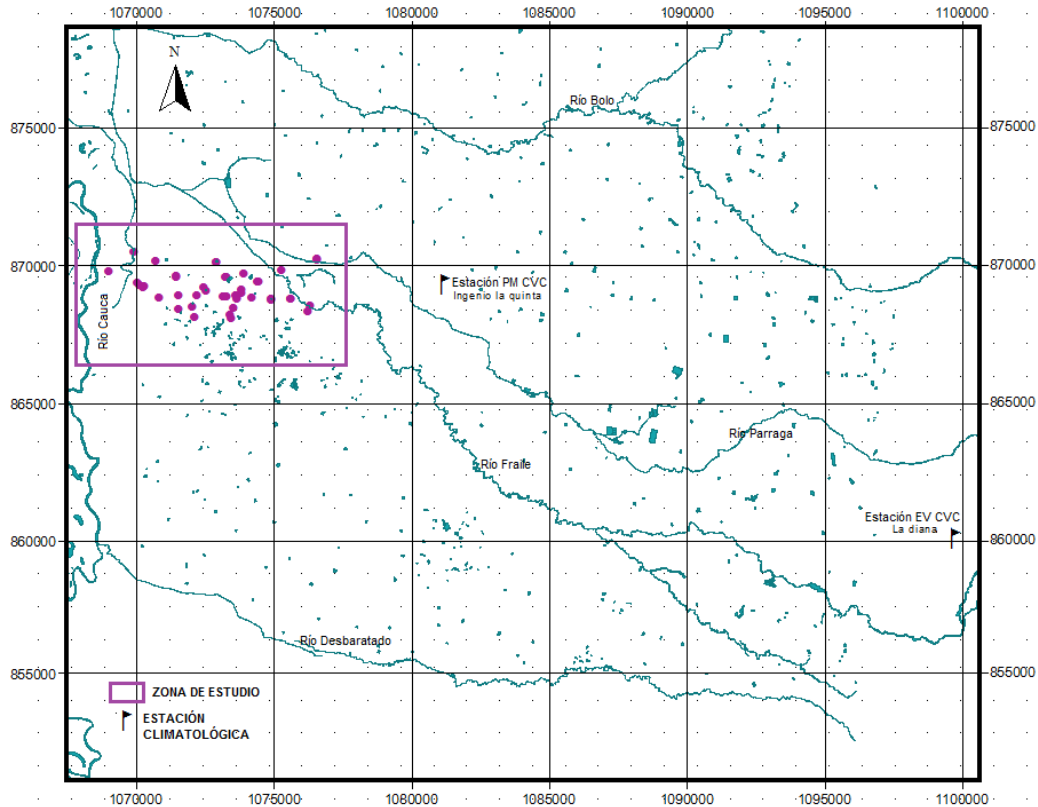 1070000 1075000 1080000 1085000 1090000 1095000 1100000
N
Río Bolo
875000 875000
870000 870000
Estación PM CVC
Ingenio la quinta
Río Cauca
865000 865000
Río Parraga
Río Fraile
Estación EV CVC
La diana
860000 860000
Río Desbaratado
855000 855000
ZONA DE ESTUDIO
ESTACIÓN
CLIMATOLÓGICA
1070000 1075000 1080000 1085000 1090000 1095000 1100000